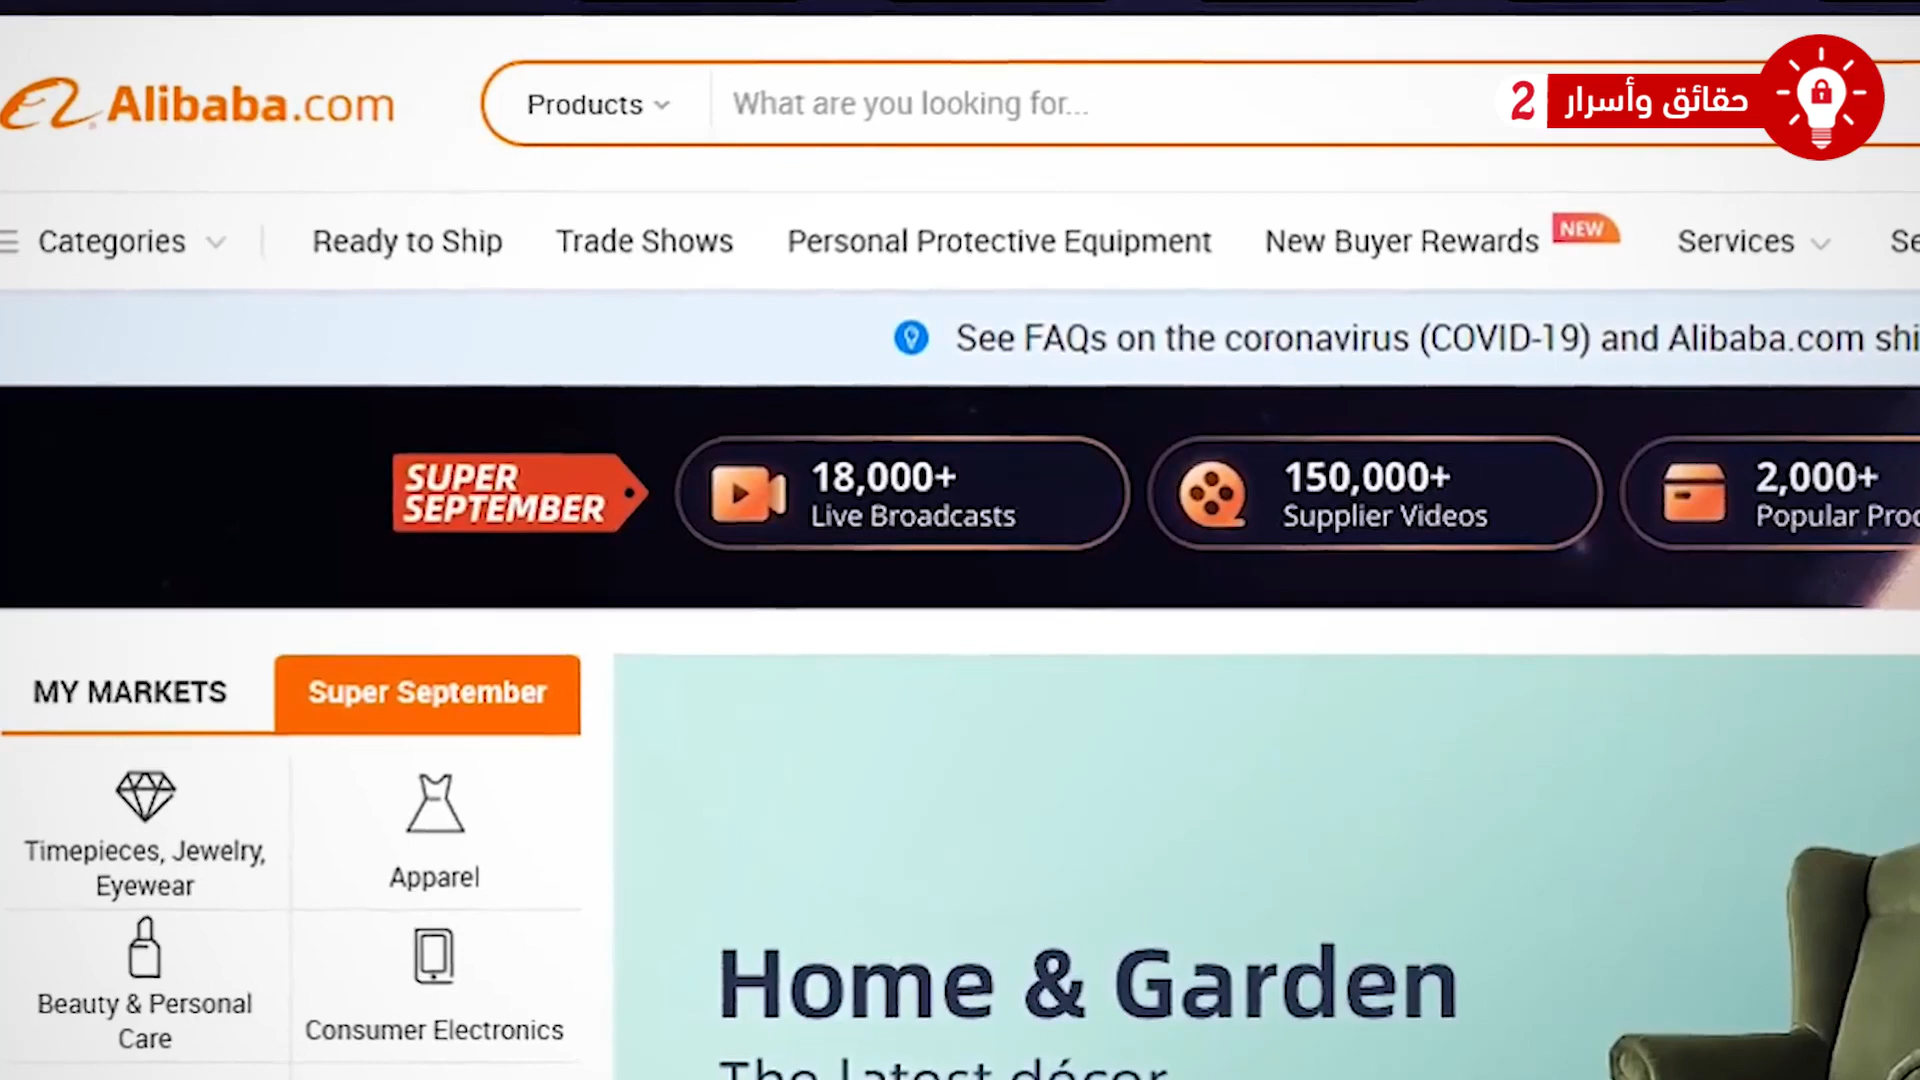 Alibaba.com
Products
What are you looking for...
حقائق وأسرار 2
Categories
Ready to Ship
Trade Shows
Personal Protective Equipment
New Buyer Rewards
NEW
Services
See FAQs on the coronavirus (COVID-19) and Alibaba.com
SUPER
SEPTEMBER
18,000+
Live Broadcasts
150,000+
Supplier Videos
2,000+
Popular
MY MARKETS
Super September
Timepieces, Jewelry,
Eyewear
Apparel
Beauty & Personal
Care
Consumer Electronics
Home & Garden
The latest décor